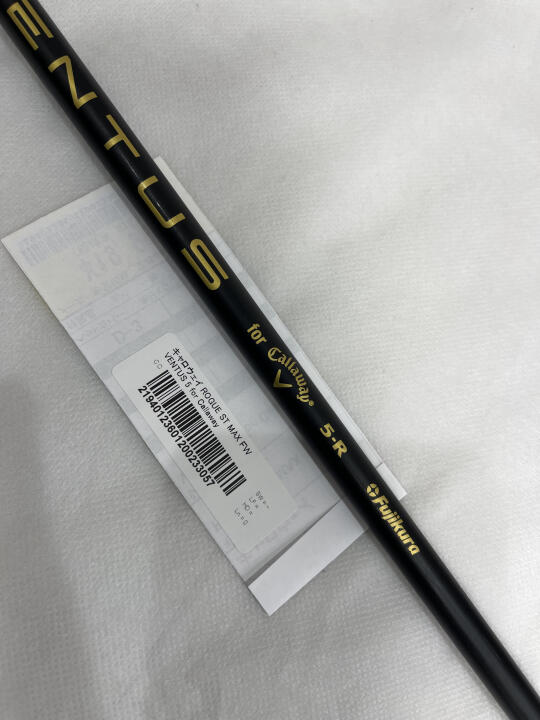 ENTUS
for Callaway® 5-R
Fujikura
キャロウェイ ROGUE ST MAX FW
VENTUS 5 for Callaway
21940123601200233057